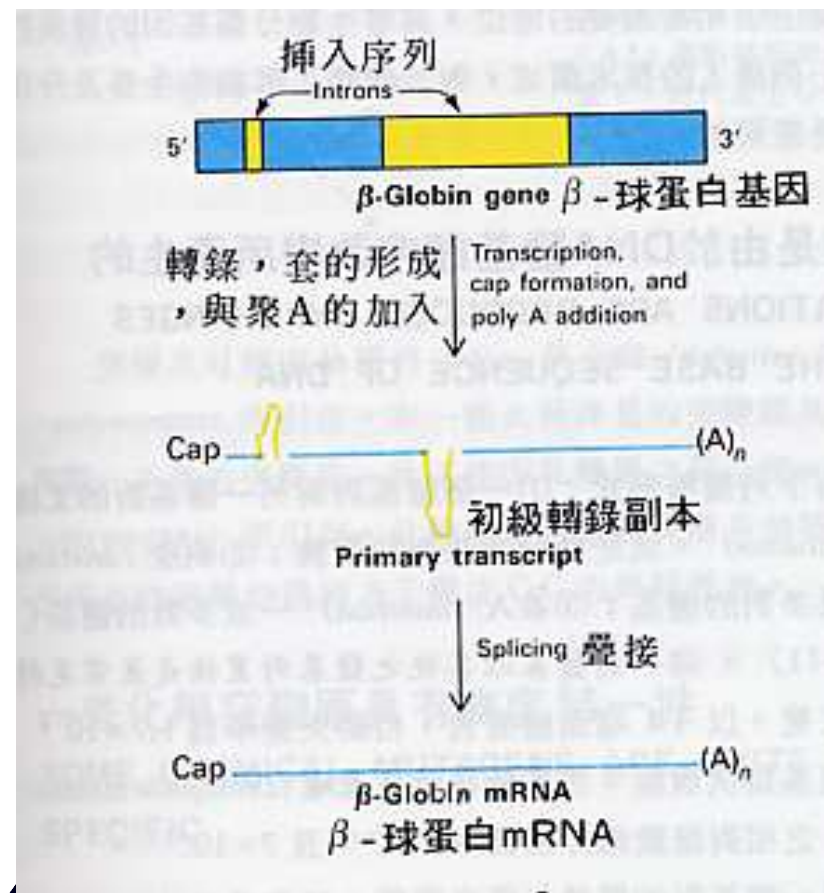 插入序列
Introns
5′ 3′
β-Globin gene β-球蛋白基因
轉錄，套的形成
，與聚A的加入
Transcription,
cap formation, and
poly A addition
Cap (A)n
初級轉錄副本
Primary transcript
Splicing 疊接
Cap (A)n
β-Globin mRNA
β-球蛋白mRNA